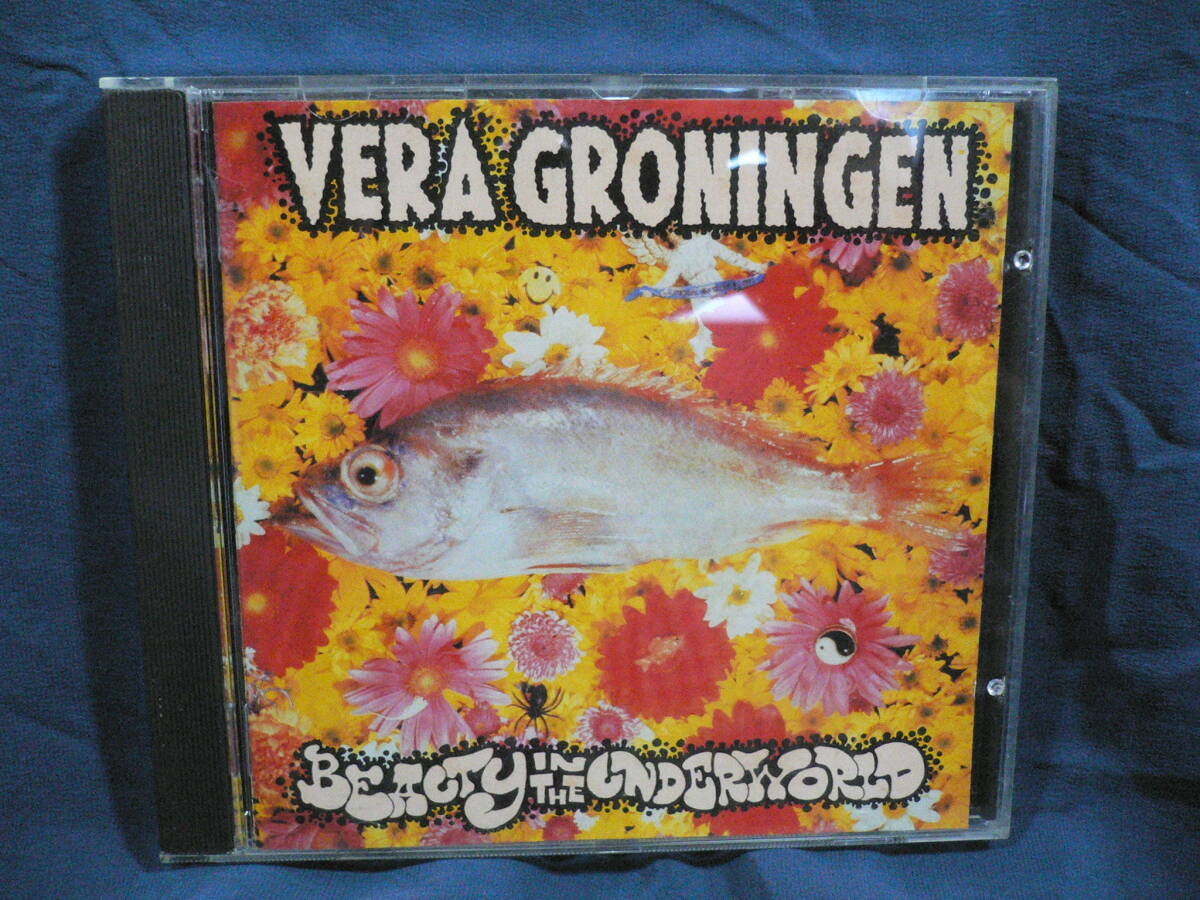 VERA GRONINGEN
BEAUTY IN THE UNDERWORLD